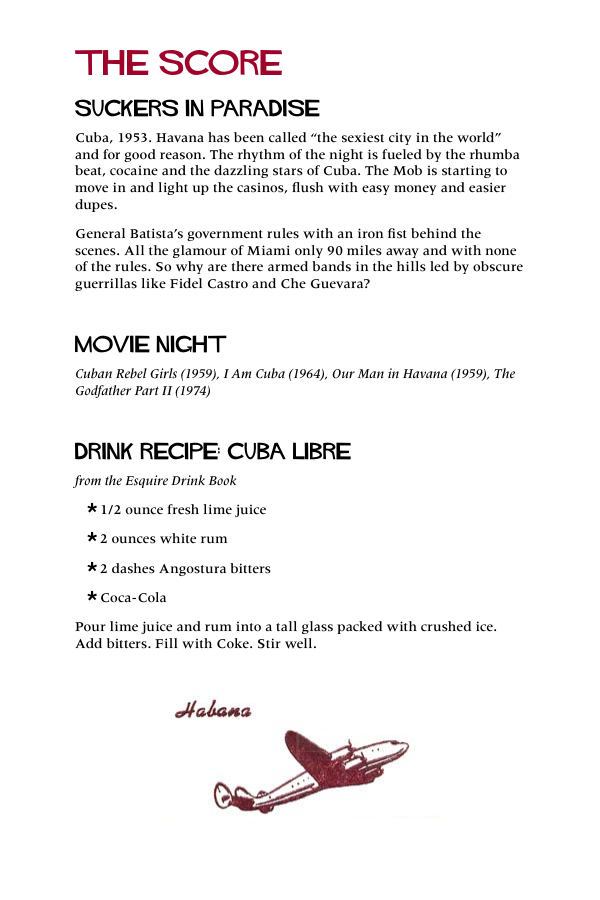 THE SCORE
SUCKERS IN PARADISE
Cuba, 1953. Havana has been called “the sexiest city in the world”
and for good reason. The rhythm of the night is fueled by the rhumba
beat, cocaine and the dazzling stars of Cuba. The Mob is starting to
move in and light up the casinos, flush with easy money and easier
dupes.
General Batista’s government rules with an iron fist behind the
scenes. All the glamour of Miami only 90 miles away and with none
of the rules. So why are there armed bands in the hills led by obscure
guerrillas like Fidel Castro and Che Guevara?
MOVIE NIGHT
Cuban Rebel Girls (1959), I Am Cuba (1964), Our Man in Havana (1959), The
Godfather Part II (1974)
DRINK RECIPE: CUBA LIBRE
from the Esquire Drink Book
* 1/2 ounce fresh lime juice
* 2 ounces white rum
* 2 dashes Angostura bitters
* Coca-Cola
Pour lime juice and rum into a tall glass packed with crushed ice.
Add bitters. Fill with Coke. Stir well.
Habana